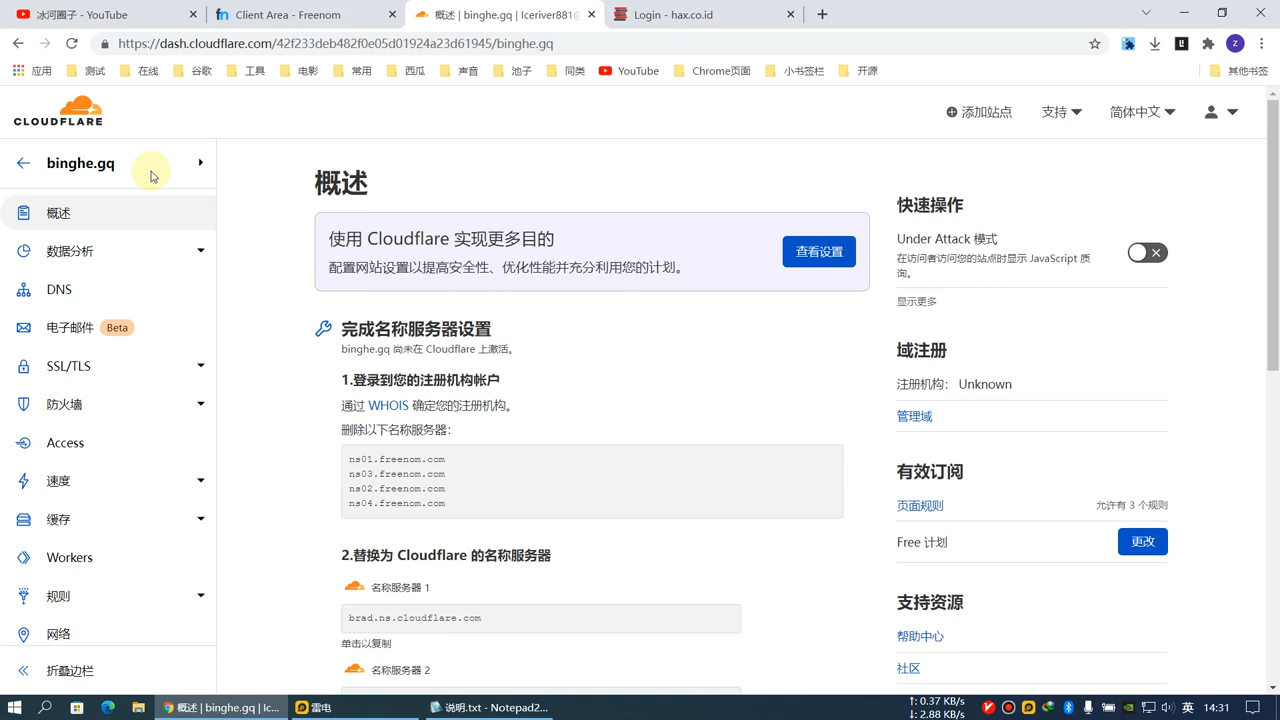 冰河圈子 - YouTube
Client Area - Freenom
概述 | binghe.gq | Iceriver881@
Login - hax.co.id
https://dash.cloudflare.com/42f233deb482f0e05d01924a23d61945/binghe.gq
应用
测试
在线
谷歌
工具
电影
常用
西瓜
声音
池子
同类
YouTube
Chrome页面
小书签栏
开源
其他书签
CLOUDFLARE
添加站点
支持
简体中文
binghe.gq
概述
数据分析
DNS
电子邮件 Beta
SSL/TLS
防火墙
Access
速度
缓存
Workers
规则
网络
折叠边栏
概述
使用 Cloudflare 实现更多目的
配置网站设置以提高安全性、优化性能并充分利用您的计划。
查看设置
完成名称服务器设置
binghe.gq 尚未在 Cloudflare 上激活。
1.登录到您的注册机构帐户
通过 WHOIS 确定您的注册机构。
删除以下名称服务器：
ns01.freenom.com
ns03.freenom.com
ns02.freenom.com
ns04.freenom.com
2.替换为 Cloudflare 的名称服务器
名称服务器 1
brad.ns.cloudflare.com
单击以复制
名称服务器 2
快速操作
Under Attack 模式
在访问者访问您的站点时显示 JavaScript 质
询。
显示更多
域注册
注册机构： Unknown
管理域
有效订阅
页面规则
允许有 3 个规则
Free 计划
更改
支持资源
帮助中心
社区
概述 | binghe.gq | Ic...
雷电
说明.txt - Notepad2...
↑: 0.37 KB/s
↓: 2.88 KB/s
英
14:31